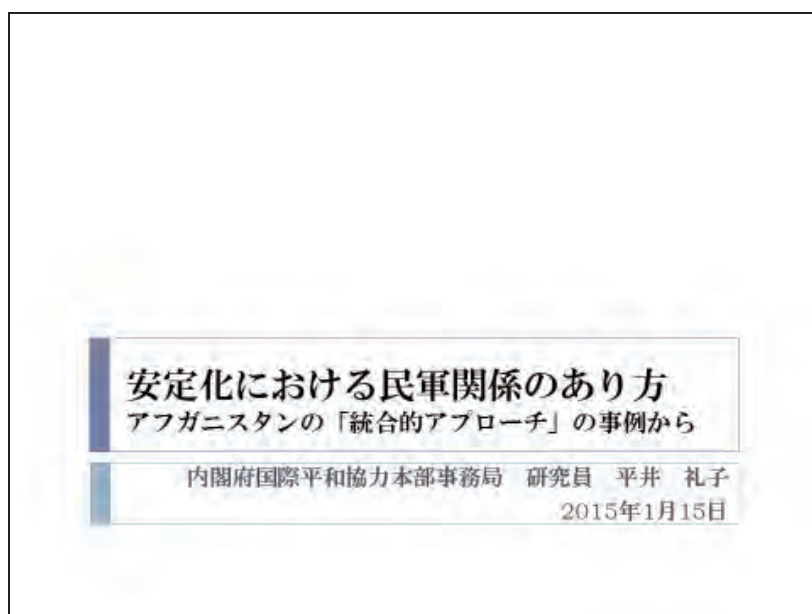 安定化における民軍関係のあり方
アフガニスタンの「統合的アプローチ」の事例から
内閣府国際平和協力本部事務局　研究員　平井　礼子
2015年1月15日